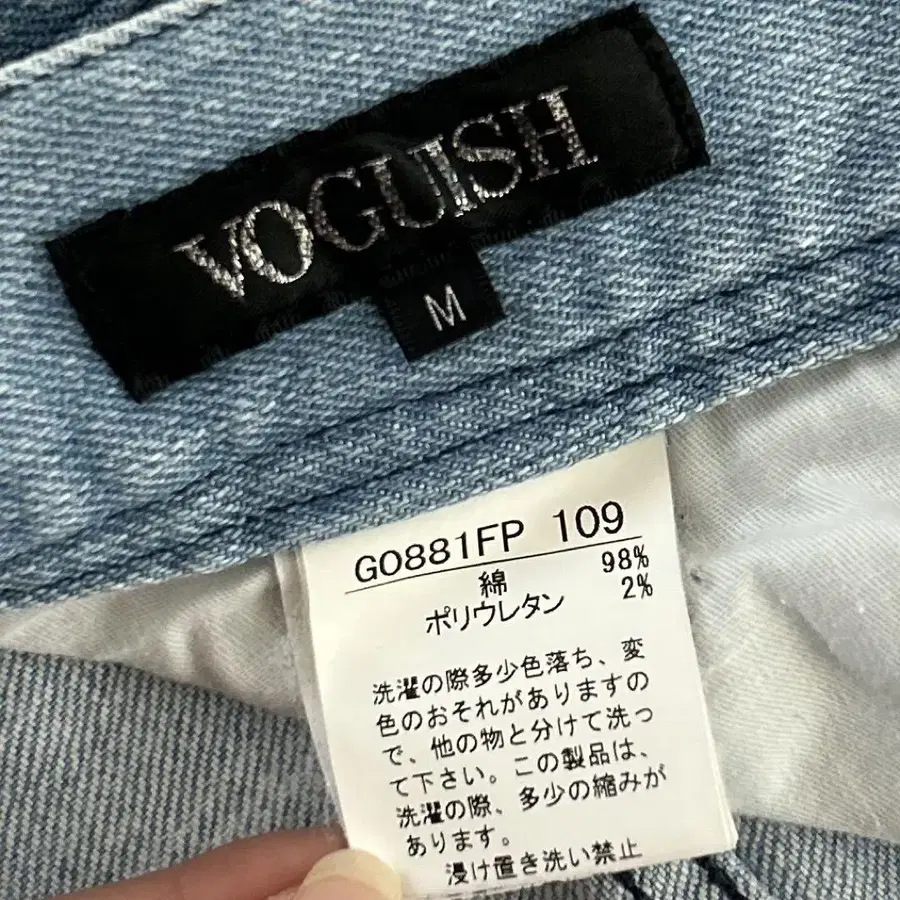 VOGUISH
M
GO881FP 109
綿 98%
ポリウレタン 2%
洗濯の際多少色落ち、変
色のおそれがありますの
で、他の物と分けて洗っ
て下さい。この製品は、
洗濯の際、多少の縮みが
あります。
浸け置き洗い禁止